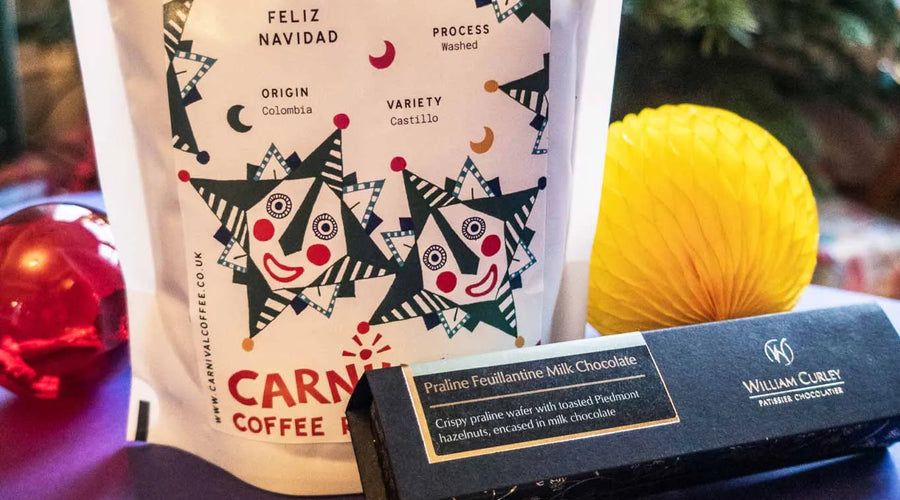 FELIZ
NAVIDAD
PROCESS
Washed
ORIGIN
Colombia
VARIETY
Castillo
WWW.CARNIVALCOFFEE.CO.UK
COFFEE
Praline Feuillantine Milk Chocolate
Crispy praline wafer with toasted Piedmont
hazelnuts, encased in milk chocolate
W
WILLIAM CURLEY
PATISSIER CHOCOLATIER